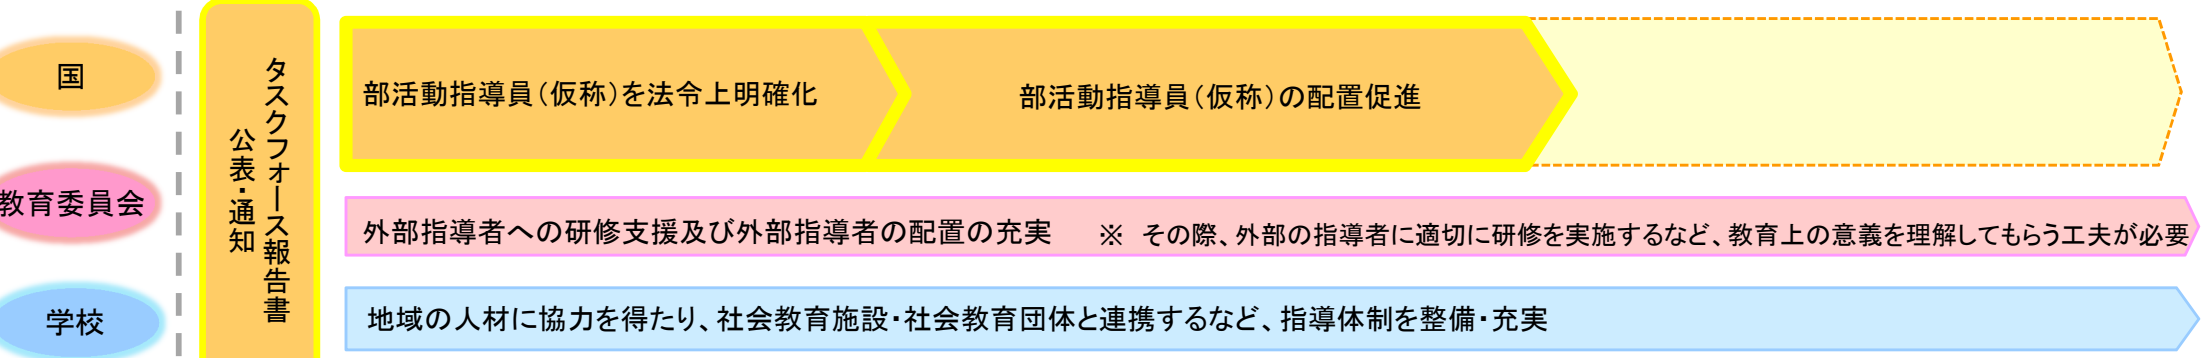 国
教育委員会
学校
タスクフォース報告書
公表・通知
部活動指導員（仮称）を法令上明確化
部活動指導員（仮称）の配置促進
外部指導者への研修支援及び外部指導者の配置の充実　※　その際、外部の指導者に適切に研修を実施するなど、教育上の意義を理解してもらう工夫が必要
地域の人材に協力を得たり、社会教育施設・社会教育団体と連携するなど、指導体制を整備・充実